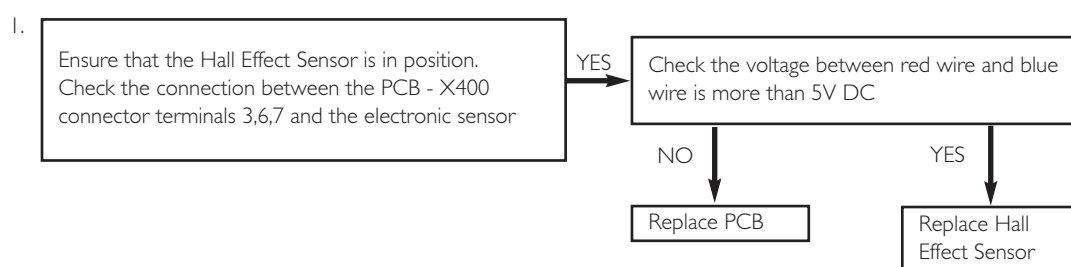 1.
Ensure that the Hall Effect Sensor is in position.
Check the connection between the PCB - X400
connector terminals 3,6,7 and the electronic sensor
YES
Check the voltage between red wire and blue
wire is more than 5V DC
NO
YES
Replace PCB
Replace Hall
Effect Sensor